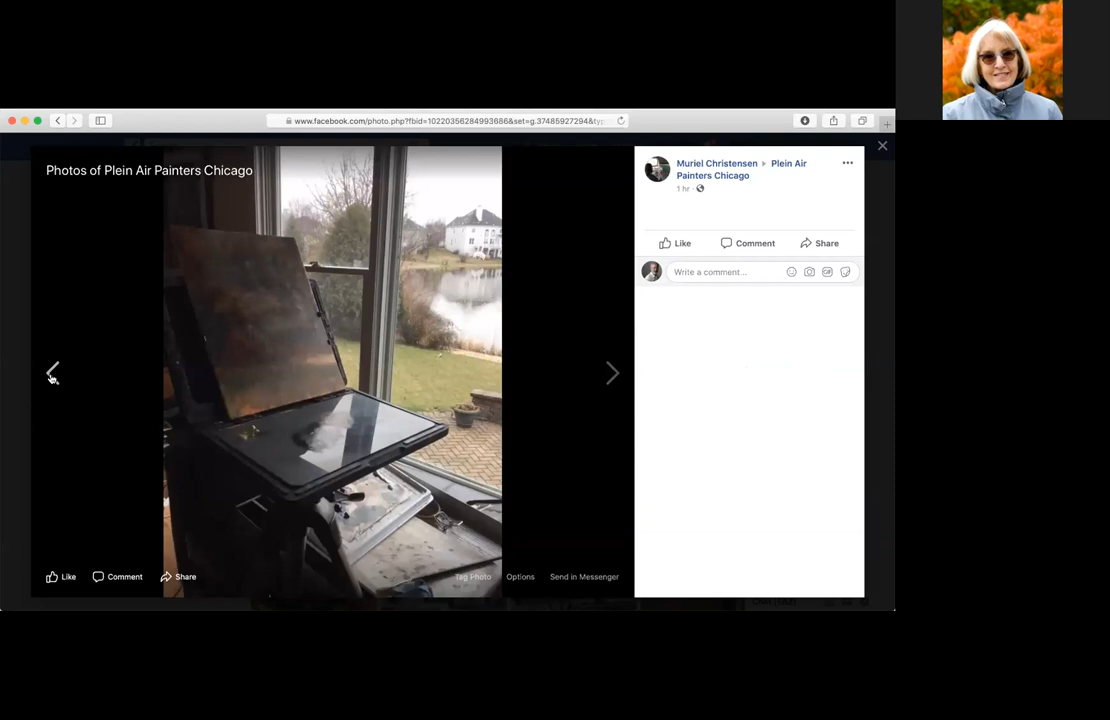 www.facebook.com/photo.php?fbid=10220356284993686&set=g.37485927294&typ
Photos of Plein Air Painters Chicago
Muriel Christensen ▸ Plein Air
Painters Chicago
1 hr ·
Like Comment Share
Write a comment...
GIF
Like Comment Share Tag Photo Options Send in Messenger